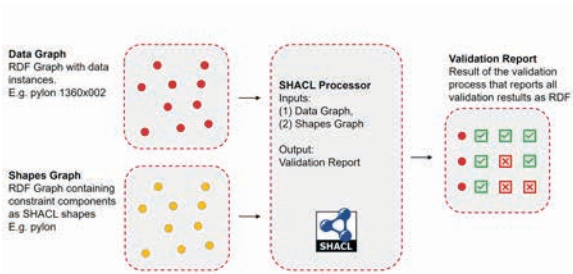 Data Graph
RDF Graph with data
instances.
E.g. pylon 1360x002
Shapes Graph
RDF Graph containing
constraint components
as SHACL shapes
E.g. pylon
SHACL Processor
Inputs:
(1) Data Graph,
(2) Shapes Graph
Output:
Validation Report
SHACL
Validation Report
Result of the validation
process that reports all
validation restults as RDF